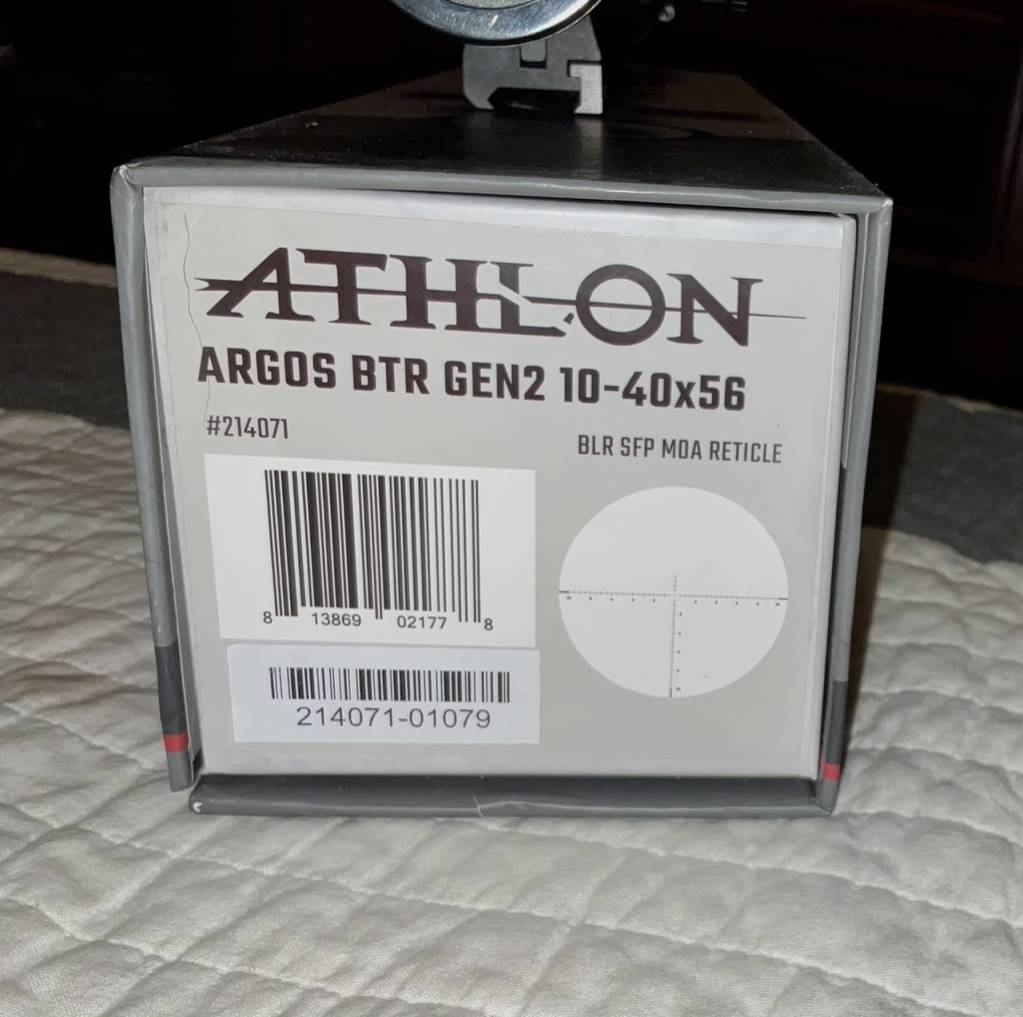 ATHLON
ARGOS BTR GEN2 10-40x56
#214071
BLR SFP MOA RETICLE
8 13869 02177 8
214071-01079